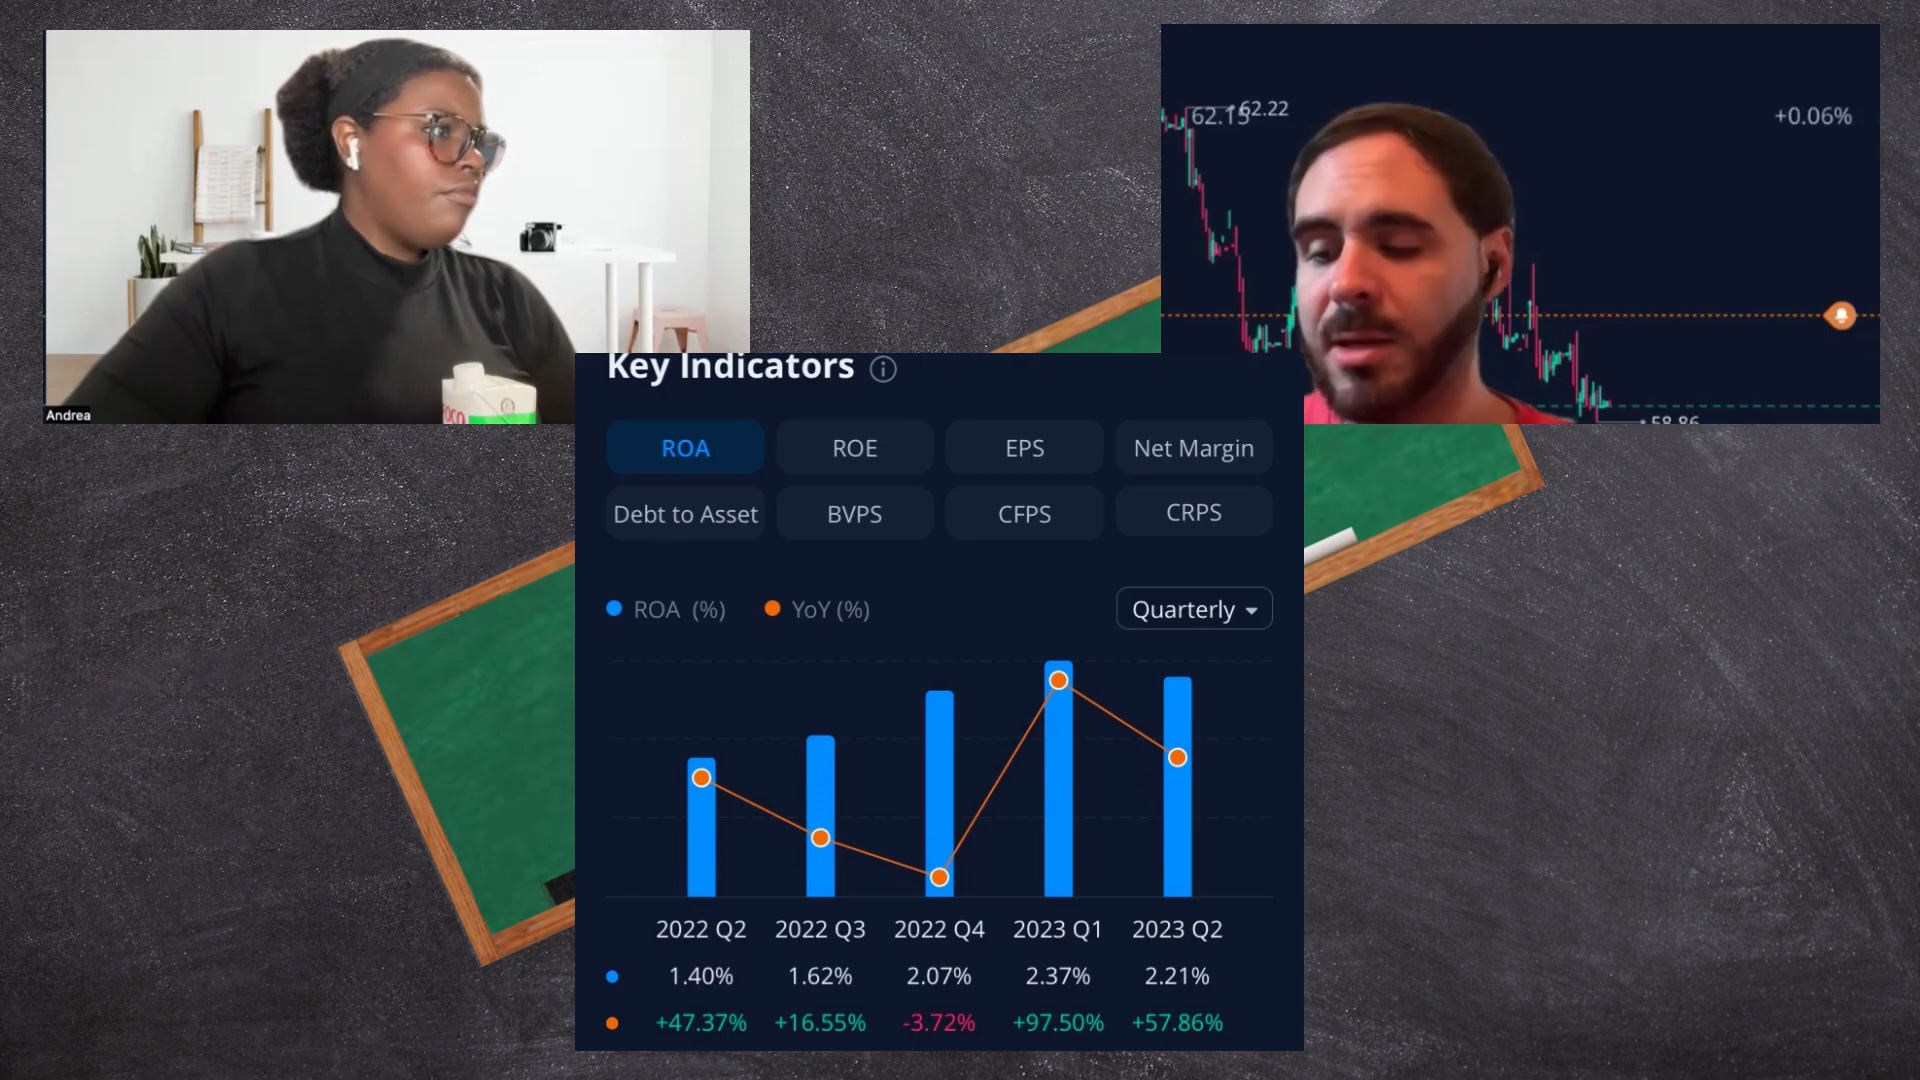 Andrea
62.15
62.22
+0.06%
58.86
Key Indicators
ROA ROE EPS Net Margin
Debt to Asset BVPS CFPS CRPS
ROA (%) YoY (%) Quarterly
2022 Q2 2022 Q3 2022 Q4 2023 Q1 2023 Q2
1.40% 1.62% 2.07% 2.37% 2.21%
+47.37% +16.55% -3.72% +97.50% +57.86%